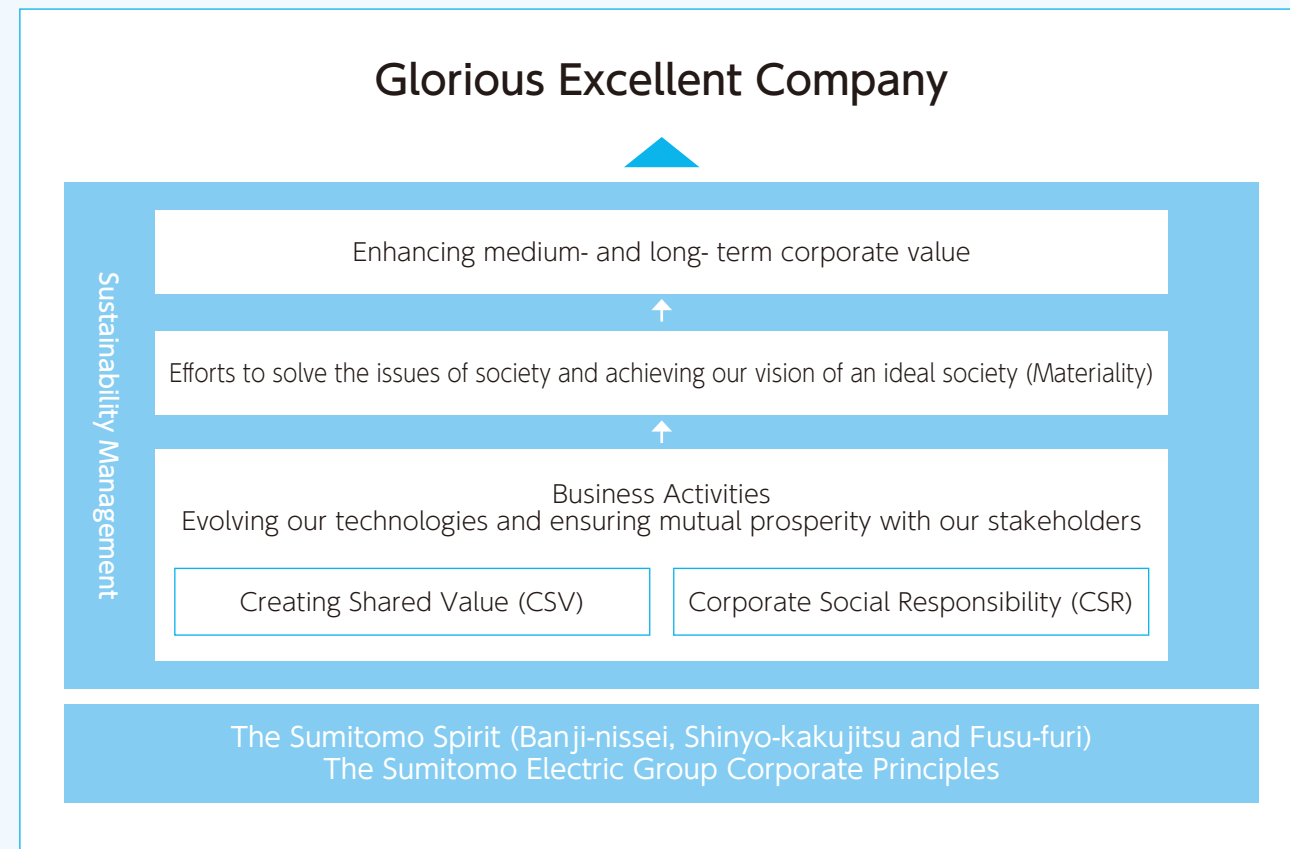 Glorious Excellent Company
Sustainability Management
Enhancing medium- and long- term corporate value
Efforts to solve the issues of society and achieving our vision of an ideal society (Materiality)
Business Activities
Evolving our technologies and ensuring mutual prosperity with our stakeholders
Creating Shared Value (CSV)
Corporate Social Responsibility (CSR)
The Sumitomo Spirit (Banji-nissei, Shinyo-kakujitsu and Fusu-furi)
The Sumitomo Electric Group Corporate Principles